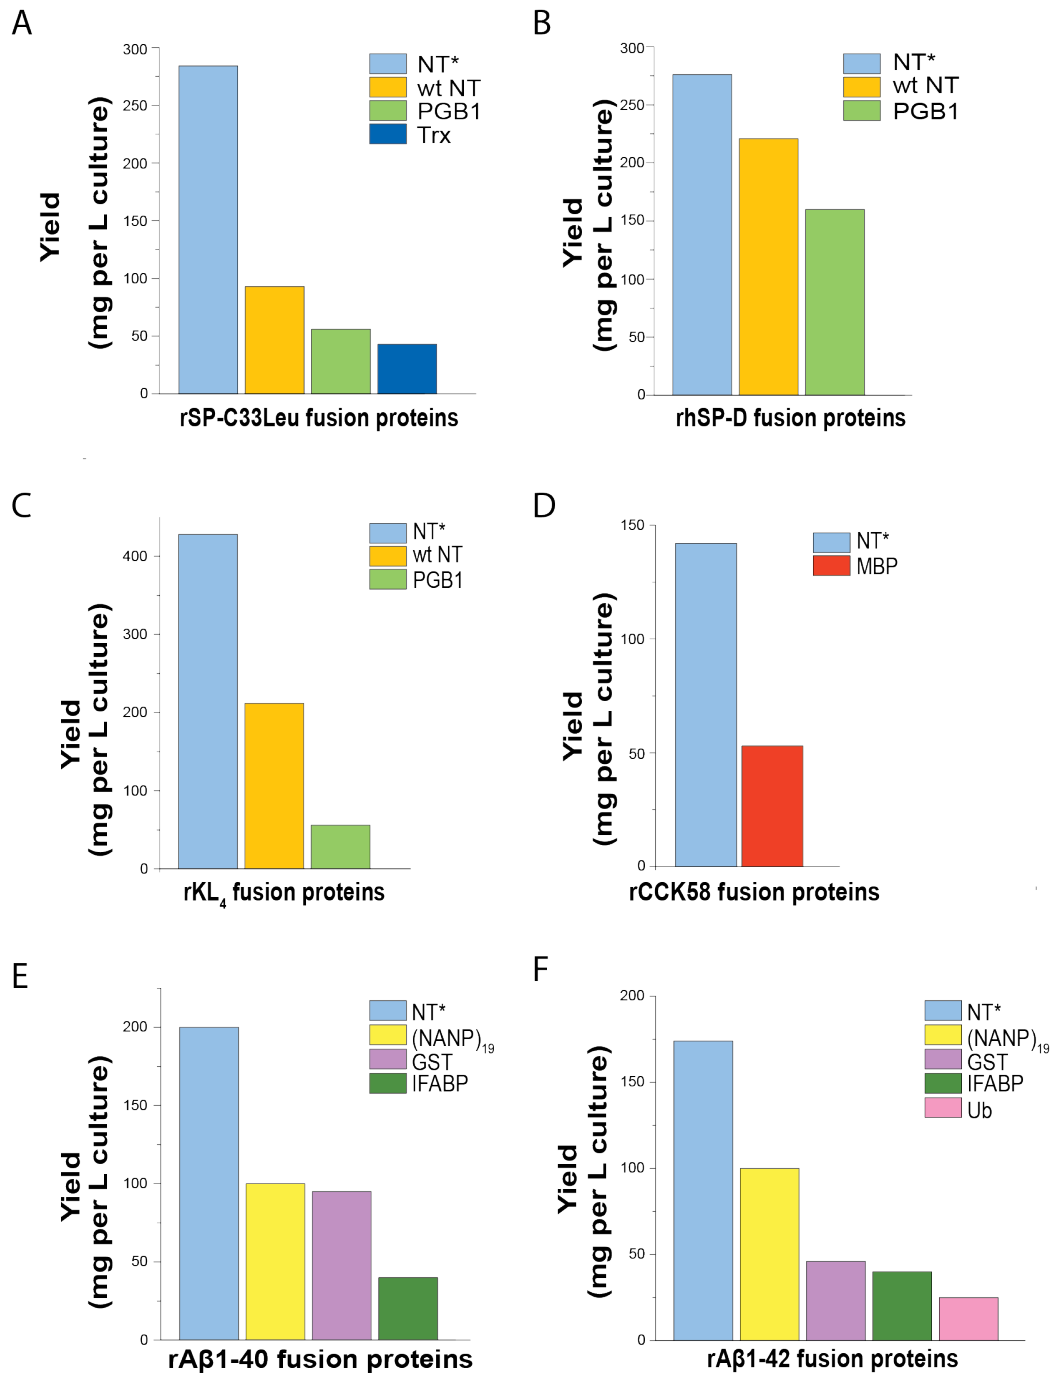 A
Yield
(mg per L culture)
300
250
200
150
100
50
0
NT*
wt NT
PGB1
Trx
rSP-C33Leu fusion proteins
B
Yield
(mg per L culture)
300
250
200
150
100
50
0
NT*
wt NT
PGB1
rhSP-D fusion proteins
C
Yield
(mg per L culture)
400
300
200
100
0
NT*
wt NT
PGB1
rKL4 fusion proteins
D
Yield
(mg per L culture)
150
100
50
0
NT*
MBP
rCCK58 fusion proteins
E
Yield
(mg per L culture)
200
150
100
50
0
NT*
(NANP)19
GST
IFABP
rAβ1-40 fusion proteins
F
Yield
(mg per L culture)
200
150
100
50
0
NT*
(NANP)19
GST
IFABP
Ub
rAβ1-42 fusion proteins